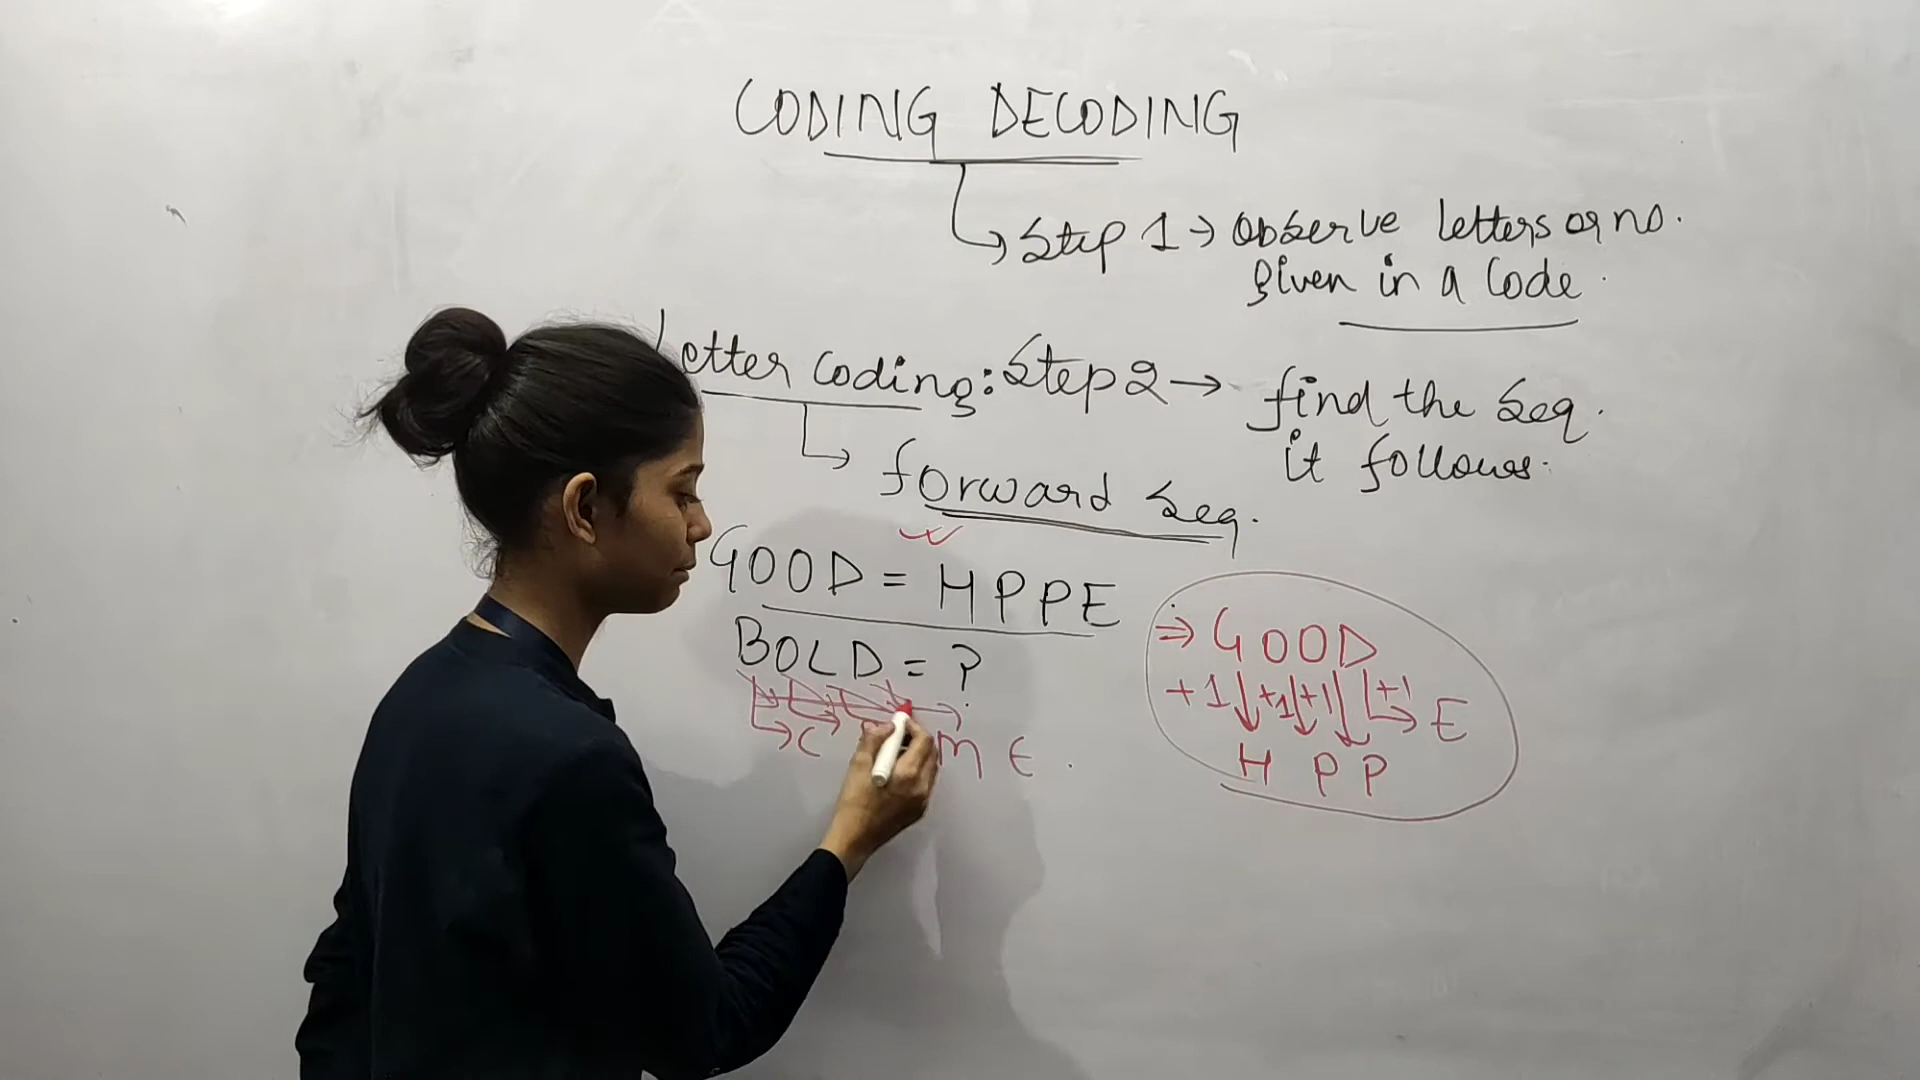 CODING DECODING
Step 1 → Observe letters or no.
given in a Code.
Letter Coding: Step 2 → find the Seq.
it follows.
forward Seq.
GOOD = HPPE
BOLD = ?
C M E .
⇒ GOOD
+1 +1 +1 +1 E
H P P